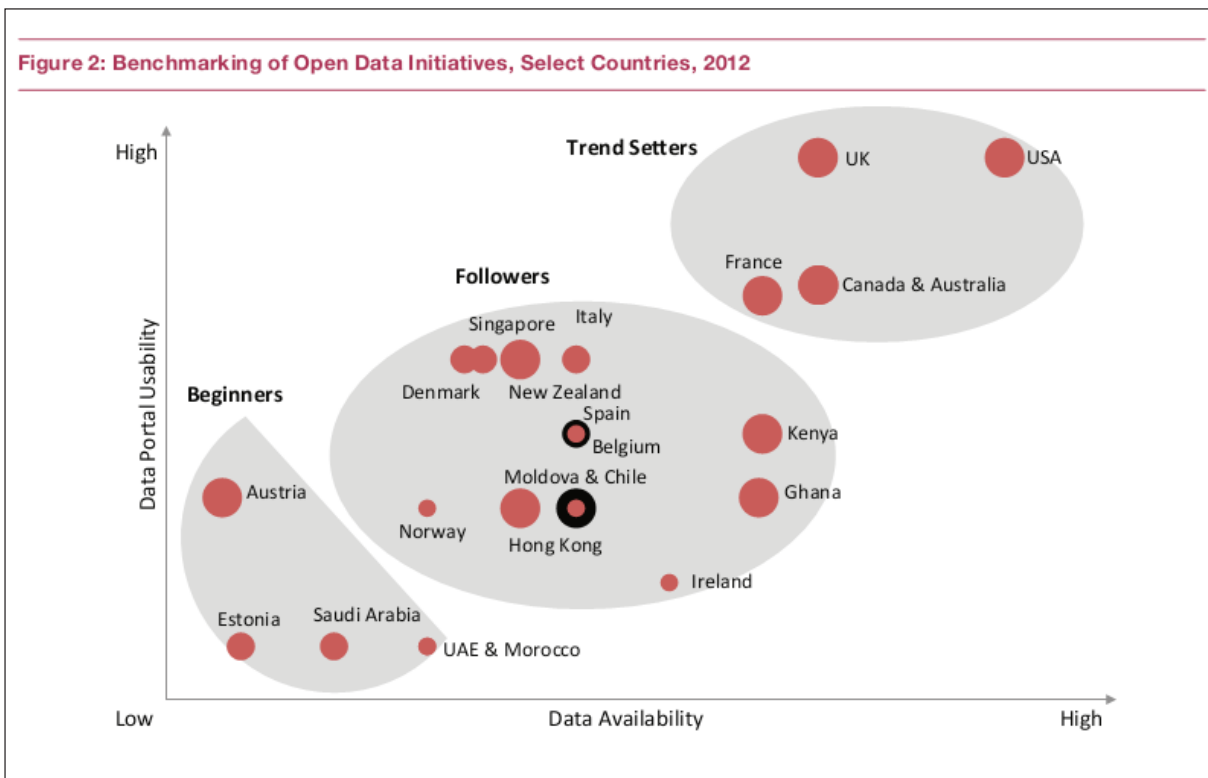 Figure 2: Benchmarking of Open Data Initiatives, Select Countries, 2012
High
Trend Setters
UK
USA
France
Canada & Australia
Followers
Singapore
Italy
Denmark
New Zealand
Spain
Belgium
Kenya
Beginners
Data Portal Usability
Austria
Moldova & Chile
Ghana
Norway
Hong Kong
Ireland
Estonia
Saudi Arabia
UAE & Morocco
Low
Data Availability
High